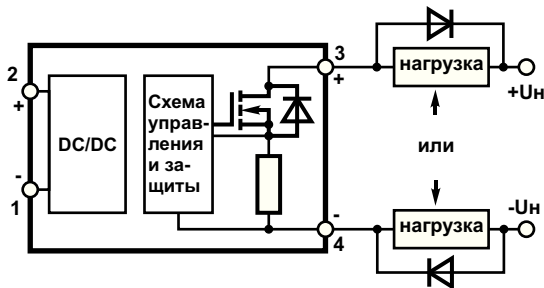 2
+
-
1
DC/DC
Схема
управ-
ления
и за-
щиты
3
+
-
4
нагрузка
+Uн
или
-Uн
нагрузка